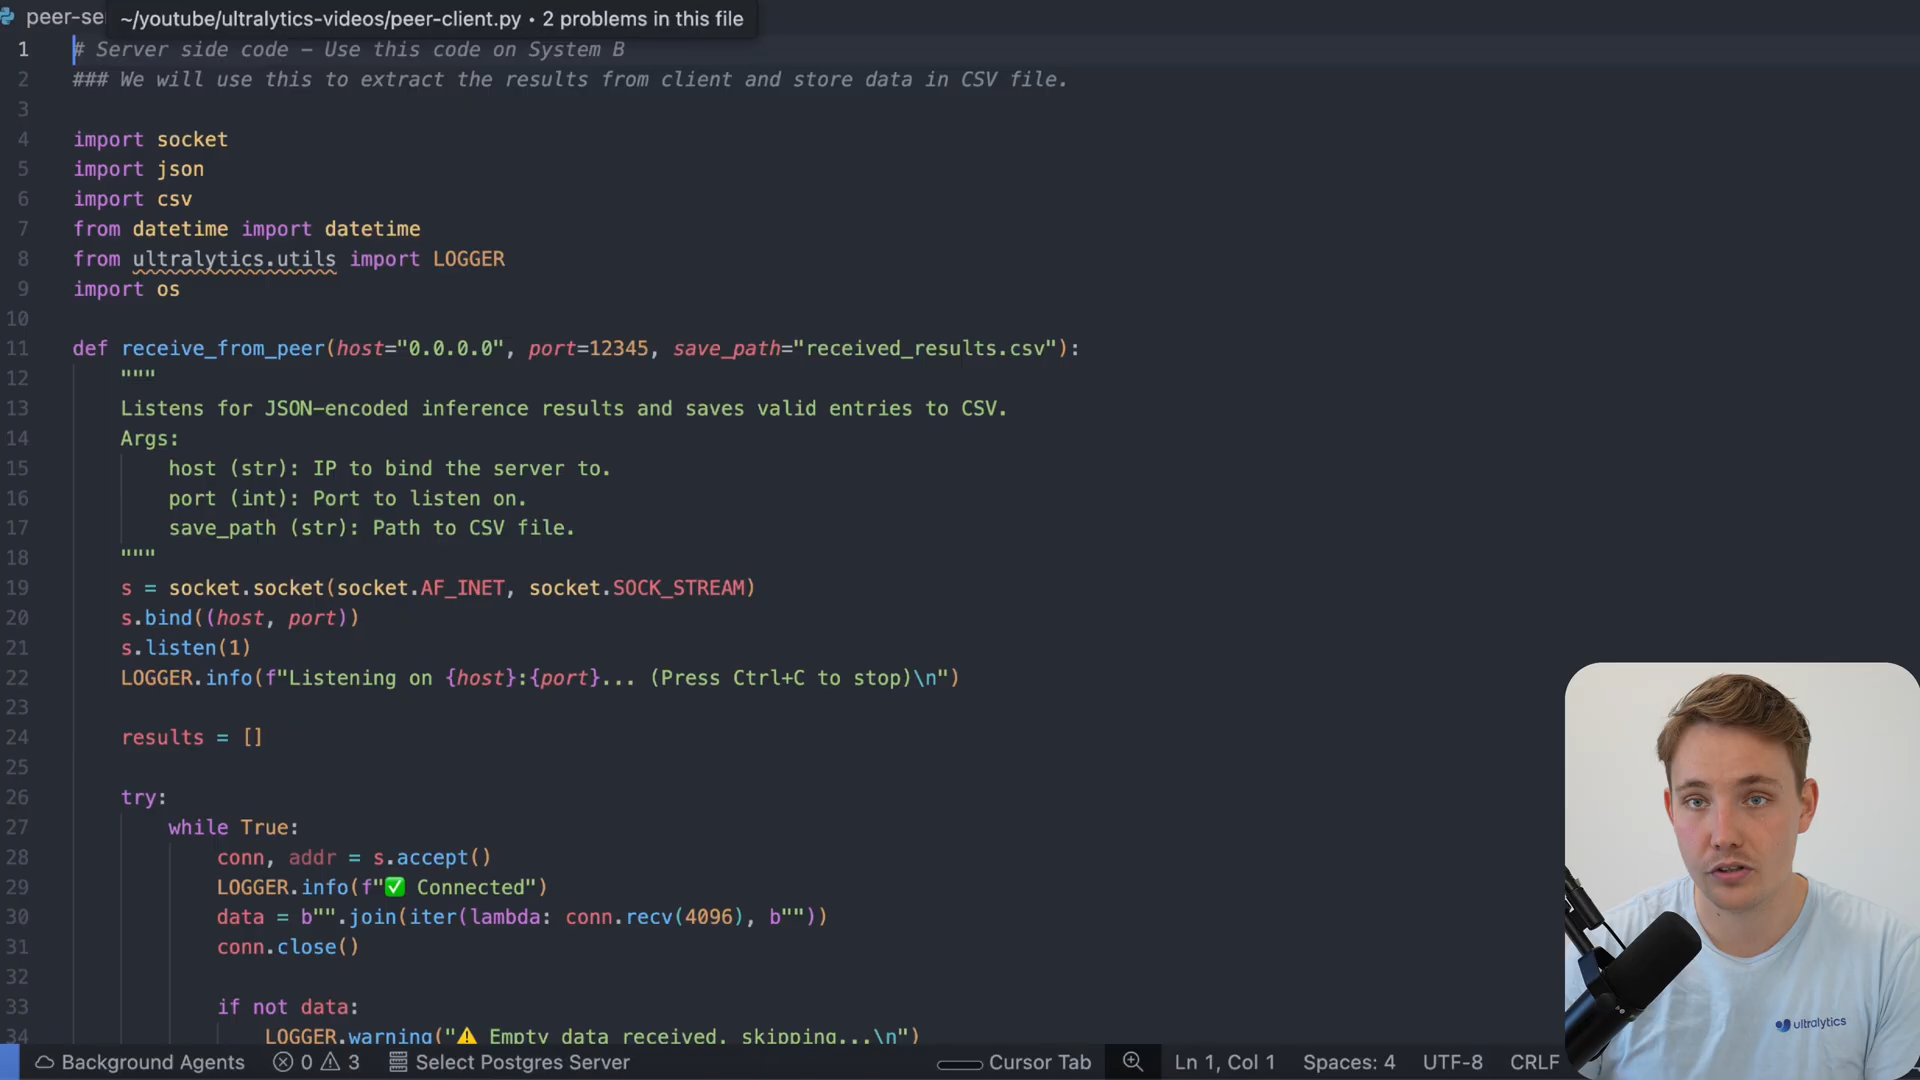 peer-se
~/youtube/ultralytics-videos/peer-client.py • 2 problems in this file
1 # Server side code – Use this code on System B
2 ### We will use this to extract the results from client and store data in CSV file.
3
4 import socket
5 import json
6 import csv
7 from datetime import datetime
8 from ultralytics.utils import LOGGER
9 import os
10
11 def receive_from_peer(host="0.0.0.0", port=12345, save_path="received_results.csv"):
12 """
13 Listens for JSON-encoded inference results and saves valid entries to CSV.
14 Args:
15 host (str): IP to bind the server to.
16 port (int): Port to listen on.
17 save_path (str): Path to CSV file.
18 """
19 s = socket.socket(socket.AF_INET, socket.SOCK_STREAM)
20 s.bind((host, port))
21 s.listen(1)
22 LOGGER.info(f"Listening on {host}:{port}... (Press Ctrl+C to stop)\n")
23
24 results = []
25
26 try:
27 while True:
28 conn, addr = s.accept()
29 LOGGER.info(f"✅ Connected")
30 data = b"".join(iter(lambda: conn.recv(4096), b""))
31 conn.close()
32
33 if not data:
34 LOGGER.warning("⚠️ Empty data received, skipping...\n")
ultralytics
Background Agents 0 3 Select Postgres Server Cursor Tab Ln 1, Col 1 Spaces: 4 UTF-8 CRLF